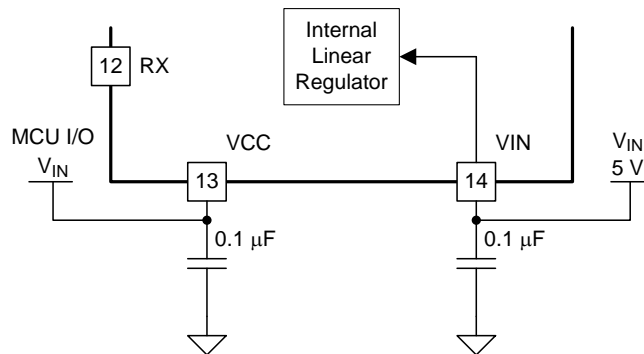 Internal
Linear
Regulator
12 RX
MCU I/O
VIN
VCC
VIN
VIN
5 V
13
14
0.1 μF
0.1 μF